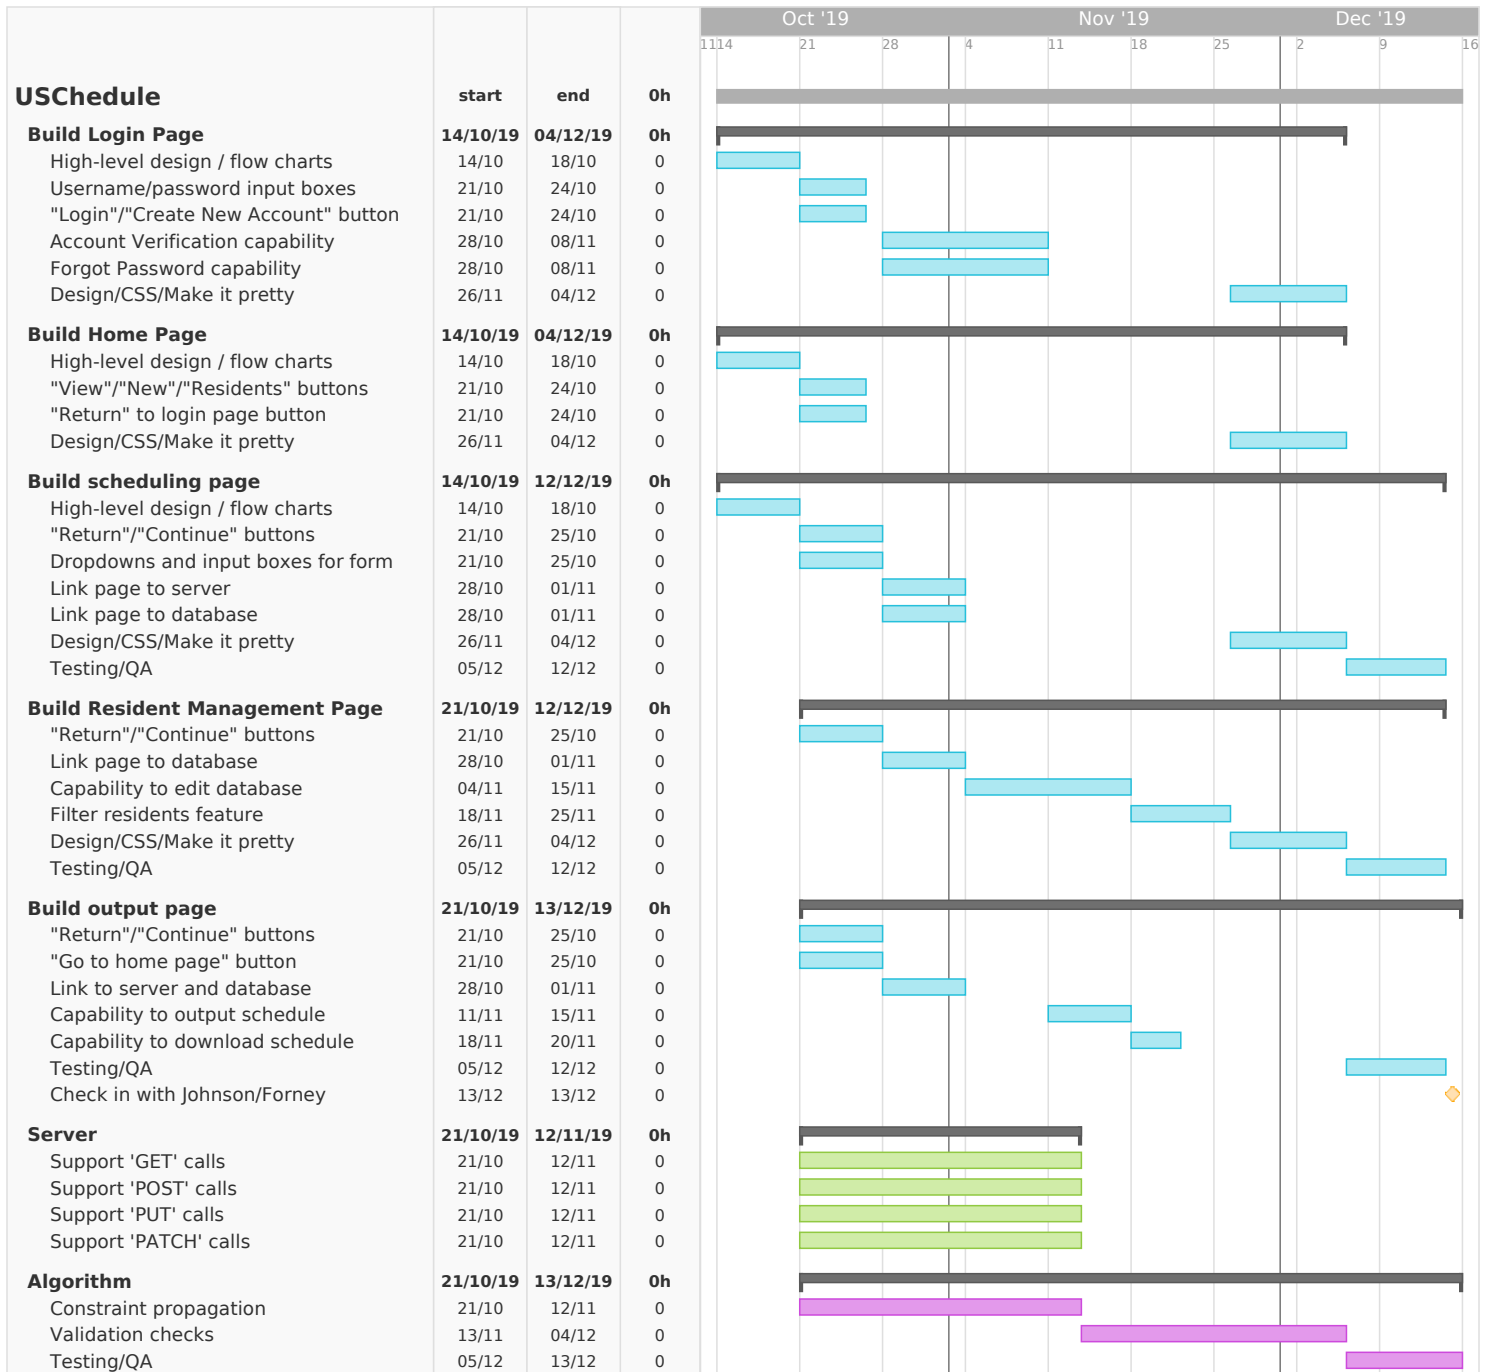 Oct '19 Nov '19 Dec '19
11 14 21 28 4 11 18 25 2 9 16
USChedule start end 0h
Build Login Page 14/10/19 04/12/19 0h
High-level design / flow charts 14/10 18/10 0
Username/password input boxes 21/10 24/10 0
"Login"/"Create New Account" button 21/10 24/10 0
Account Verification capability 28/10 08/11 0
Forgot Password capability 28/10 08/11 0
Design/CSS/Make it pretty 26/11 04/12 0
Build Home Page 14/10/19 04/12/19 0h
High-level design / flow charts 14/10 18/10 0
"View"/"New"/"Residents" buttons 21/10 24/10 0
"Return" to login page button 21/10 24/10 0
Design/CSS/Make it pretty 26/11 04/12 0
Build scheduling page 14/10/19 12/12/19 0h
High-level design / flow charts 14/10 18/10 0
"Return"/"Continue" buttons 21/10 25/10 0
Dropdowns and input boxes for form 21/10 25/10 0
Link page to server 28/10 01/11 0
Link page to database 28/10 01/11 0
Design/CSS/Make it pretty 26/11 04/12 0
Testing/QA 05/12 12/12 0
Build Resident Management Page 21/10/19 12/12/19 0h
"Return"/"Continue" buttons 21/10 25/10 0
Link page to database 28/10 01/11 0
Capability to edit database 04/11 15/11 0
Filter residents feature 18/11 25/11 0
Design/CSS/Make it pretty 26/11 04/12 0
Testing/QA 05/12 12/12 0
Build output page 21/10/19 13/12/19 0h
"Return"/"Continue" buttons 21/10 25/10 0
"Go to home page" button 21/10 25/10 0
Link to server and database 28/10 01/11 0
Capability to output schedule 11/11 15/11 0
Capability to download schedule 18/11 20/11 0
Testing/QA 05/12 12/12 0
Check in with Johnson/Forney 13/12 13/12 0
Server 21/10/19 12/11/19 0h
Support 'GET' calls 21/10 12/11 0
Support 'POST' calls 21/10 12/11 0
Support 'PUT' calls 21/10 12/11 0
Support 'PATCH' calls 21/10 12/11 0
Algorithm 21/10/19 13/12/19 0h
Constraint propagation 21/10 12/11 0
Validation checks 13/11 04/12 0
Testing/QA 05/12 13/12 0